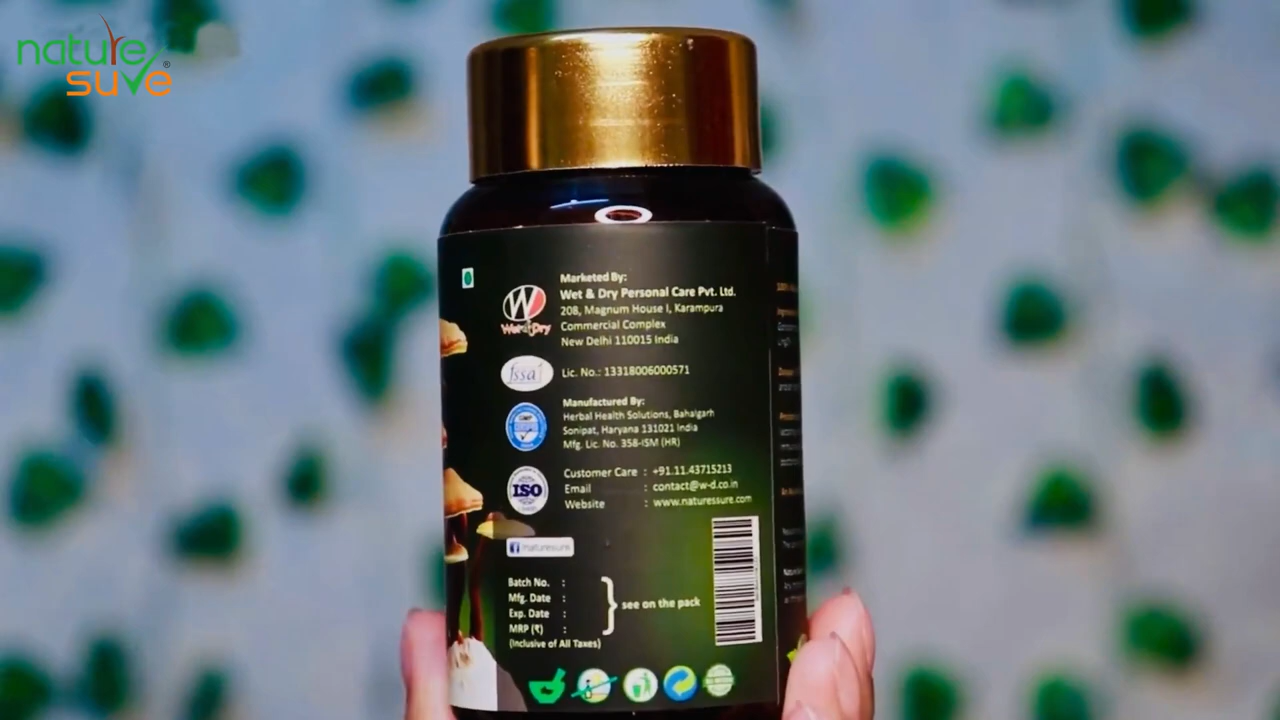 nature
sure®
Marketed By:
Wet & Dry Personal Care Pvt. Ltd.
208, Magnum House I, Karampura
Commercial Complex
New Delhi 110015 India
W
Wet & Dry
fssai
Lic. No.: 13318006000571
Manufactured By:
Herbal Health Solutions, Bahalgarh
Sonipat, Haryana 131021 India
Mfg. Lic. No. 358-ISM (HR)
GMP
ISO
Customer Care : +91.11.43715213
Email : contact@w-d.co.in
Website : www.naturessure.com
f /naturessure
Batch No. :
Mfg. Date :
Exp. Date :
MRP (₹) :
(Inclusive of All Taxes)
see on the pack